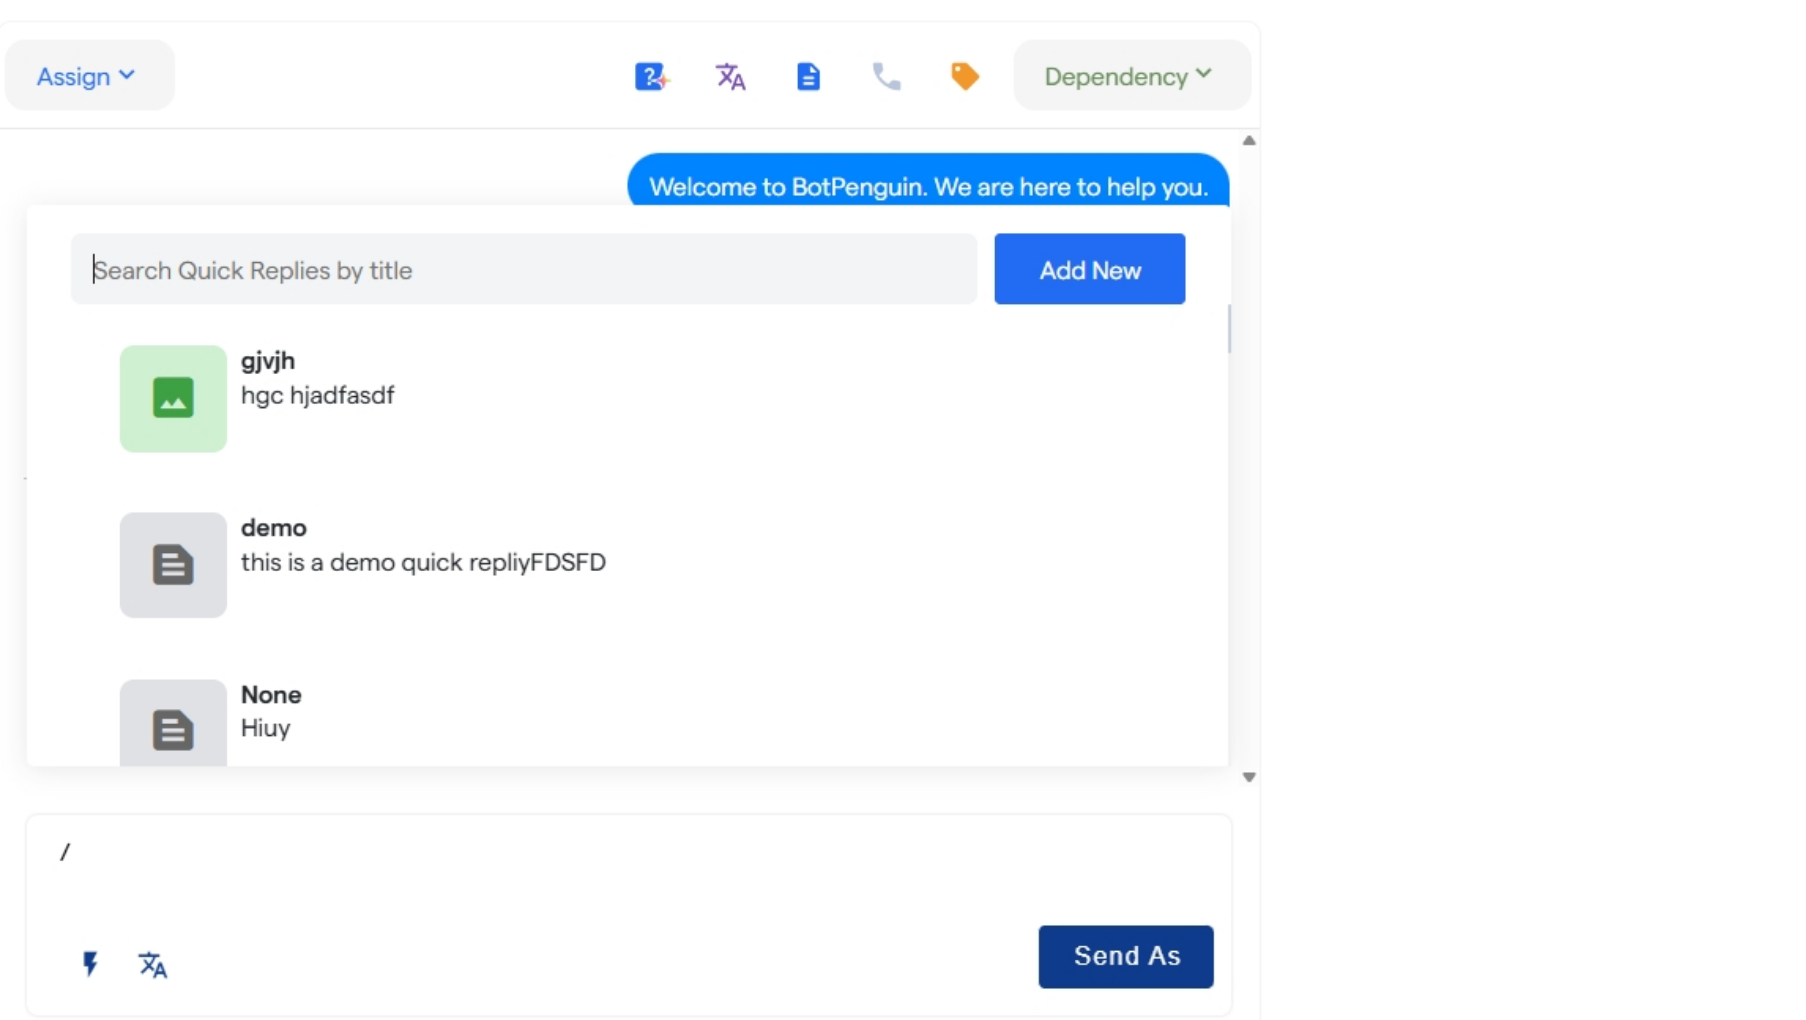 Assign
Dependency
Welcome to BotPenguin. We are here to help you.
Search Quick Replies by title
Add New
gjvjh
hgc hjadfasdf
demo
this is a demo quick repliyFDSFD
None
Hiuy
/
Send As